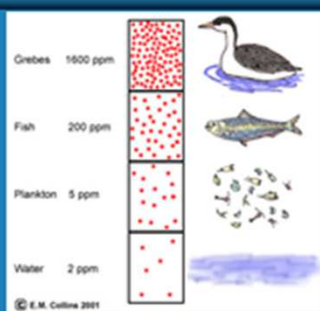 Grebes 1600 ppm
Fish 200 ppm
Plankton 5 ppm
Water 2 ppm
© E.M. Collins 2001